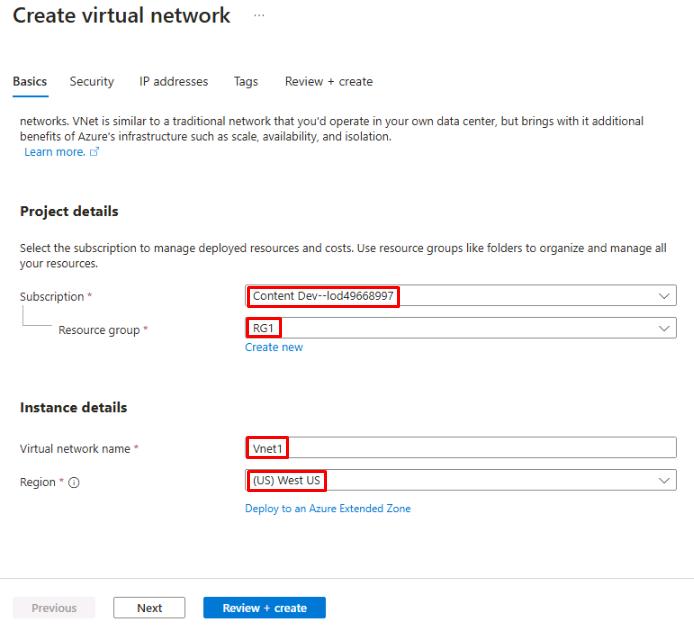 Create virtual network ...
Basics Security IP addresses Tags Review + create
networks. VNet is similar to a traditional network that you'd operate in your own data center, but brings with it additional
benefits of Azure's infrastructure such as scale, availability, and isolation.
Learn more.
Project details
Select the subscription to manage deployed resources and costs. Use resource groups like folders to organize and manage all
your resources.
Subscription * Content Dev--lod49668997
Resource group * RG1
Create new
Instance details
Virtual network name * Vnet1
Region * (US) West US
Deploy to an Azure Extended Zone
Previous Next Review + create